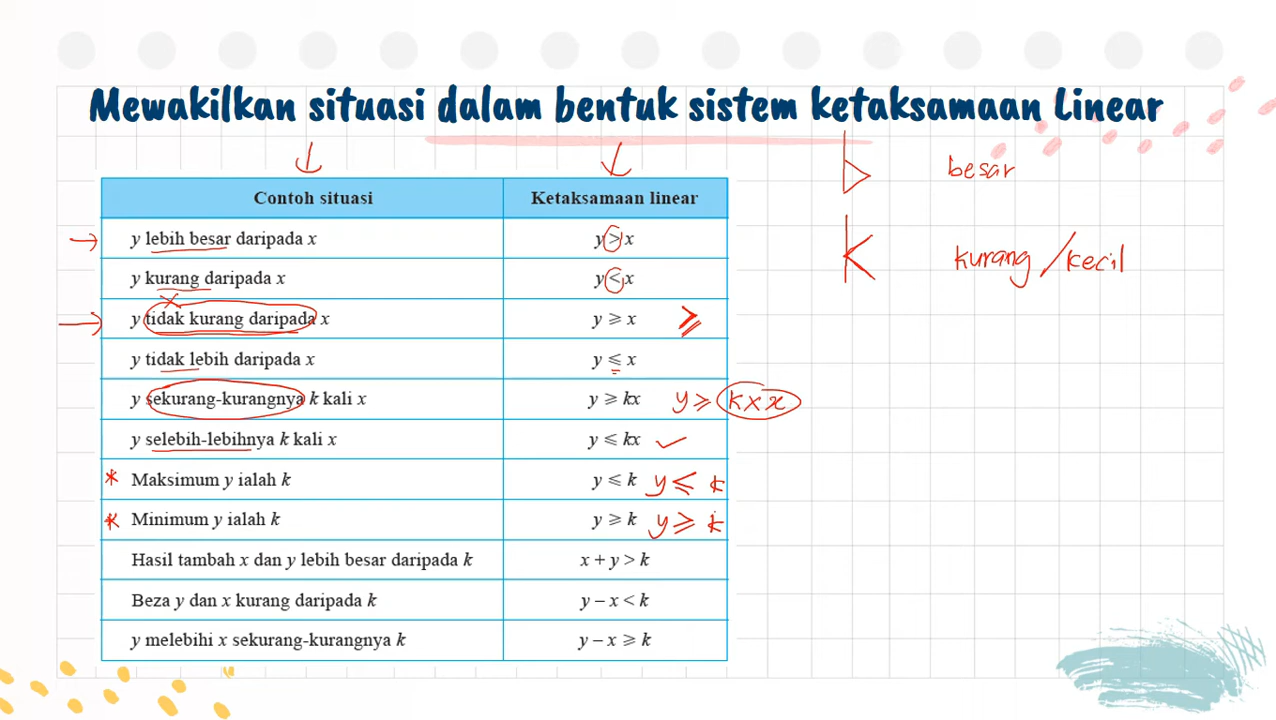 Mewakilkan situasi dalam bentuk sistem ketaksamaan Linear
Contoh situasi Ketaksamaan linear
y lebih besar daripada x y > x
y kurang daripada x y < x
y tidak kurang daripada x y ⩾ x ⩾
y tidak lebih daripada x y ⩽ x
y sekurang-kurangnya k kali x y ⩾ kx y ⩾ k×x
y selebih-lebihnya k kali x y ⩽ kx ✓
* Maksimum y ialah k y ⩽ k y ⩽ k
* Minimum y ialah k y ⩾ k y ⩾ k
Hasil tambah x dan y lebih besar daripada k x + y > k
Beza y dan x kurang daripada k y – x < k
y melebihi x sekurang-kurangnya k y – x ⩾ k
besar
K kurang /kecil